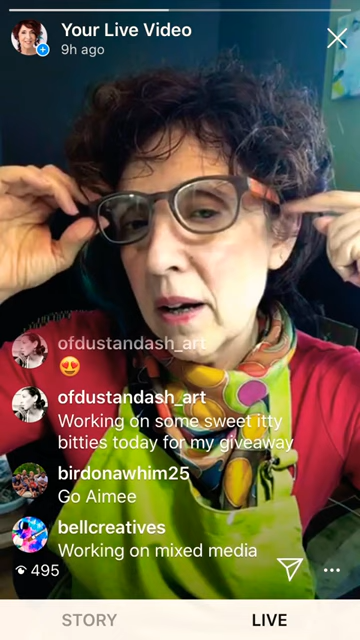 Your Live Video
9h ago
ofdustandash_art
😍
ofdustandash_art
Working on some sweet itty
bitties today for my giveaway
birdonawhim25
Go Aimee
bellcreatives
Working on mixed media
495
STORY
LIVE